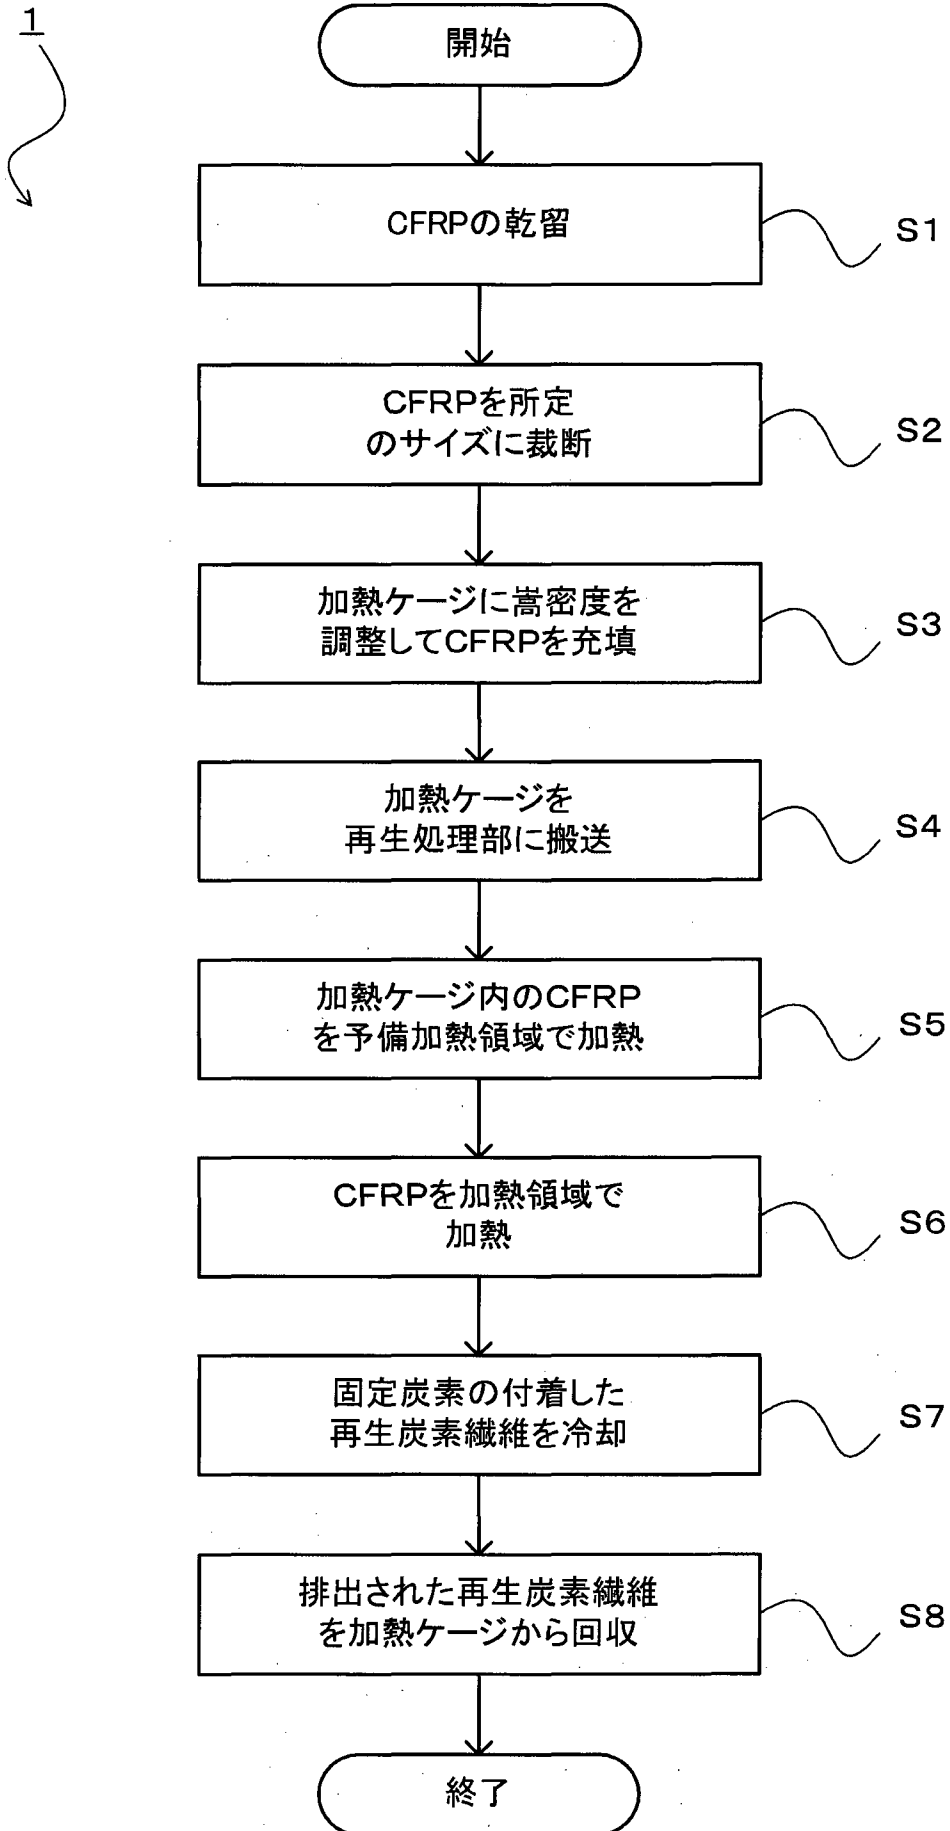 1
開始
CFRPの乾留
S1
CFRPを所定
のサイズに裁断
S2
加熱ケージに嵩密度を
調整してCFRPを充填
S3
加熱ケージを
再生処理部に搬送
S4
加熱ケージ内のCFRP
を予備加熱領域で加熱
S5
CFRPを加熱領域で
加熱
S6
固定炭素の付着した
再生炭素繊維を冷却
S7
排出された再生炭素繊維
を加熱ケージから回収
S8
終了